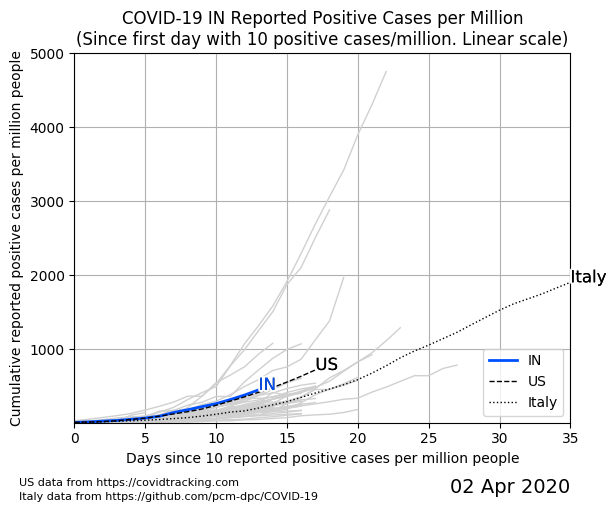 COVID-19 IN Reported Positive Cases per Million
(Since first day with 10 positive cases/million. Linear scale)
Cumulative reported positive cases per million people
5000
4000
3000
2000
1000
Italy
US
IN
IN
US
Italy
0 5 10 15 20 25 30 35
Days since 10 reported positive cases per million people
US data from https://covidtracking.com
Italy data from https://github.com/pcm-dpc/COVID-19
02 Apr 2020